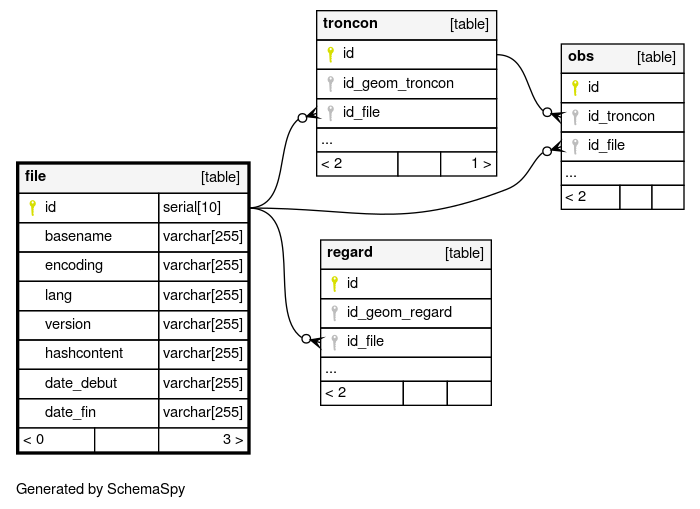 troncon [table]
id
id_geom_troncon
id_file
...
< 2 1 >
obs [table]
id
id_troncon
id_file
...
< 2
file [table]
id serial[10]
basename varchar[255]
encoding varchar[255]
lang varchar[255]
version varchar[255]
hashcontent varchar[255]
date_debut varchar[255]
date_fin varchar[255]
< 0 3 >
regard [table]
id
id_geom_regard
id_file
...
< 2
Generated by SchemaSpy